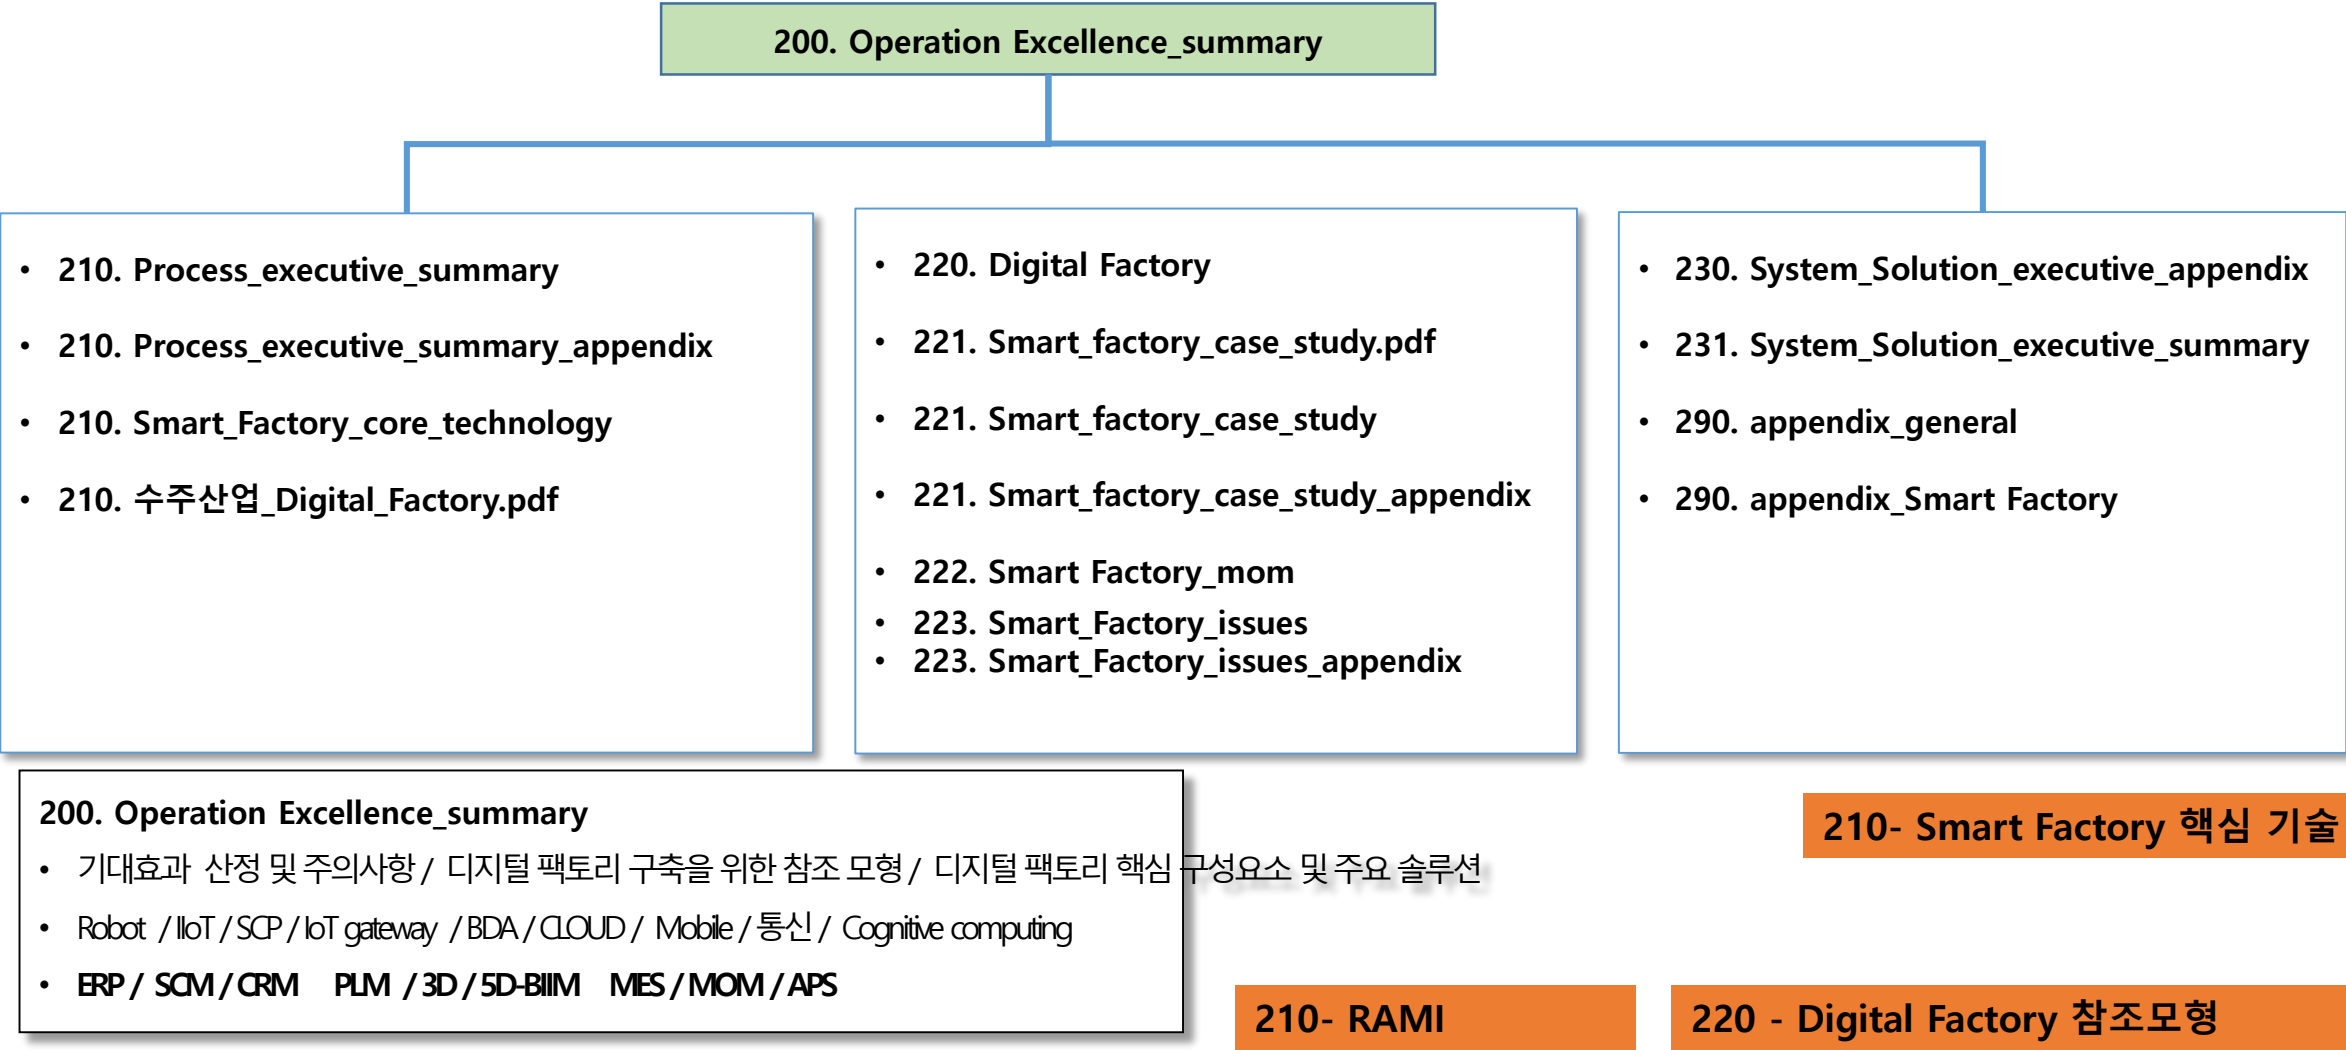 200. Operation Excellence_summary
• 210. Process_executive_summary
• 210. Process_executive_summary_appendix
• 210. Smart_Factory_core_technology
• 210. 수주산업_Digital_Factory.pdf
• 220. Digital Factory
• 221. Smart_factory_case_study.pdf
• 221. Smart_factory_case_study
• 221. Smart_factory_case_study_appendix
• 222. Smart Factory_mom
• 223. Smart_Factory_issues
• 223. Smart_Factory_issues_appendix
• 230. System_Solution_executive_appendix
• 231. System_Solution_executive_summary
• 290. appendix_general
• 290. appendix_Smart Factory
200. Operation Excellence_summary
• 기대효과 산정 및 주의사항 / 디지털 팩토리 구축을 위한 참조 모형 / 디지털 팩토리 핵심 구성요소 및 주요 솔루션
• Robot / IIoT / SCP / IoT gateway / BDA / CLOUD / Mobile / 통신 / Cognitive computing
• ERP / SCM / CRM PLM / 3D / 5D-BIIM MES / MOM / APS
210- Smart Factory 핵심 기술
210- RAMI
220 - Digital Factory 참조모형